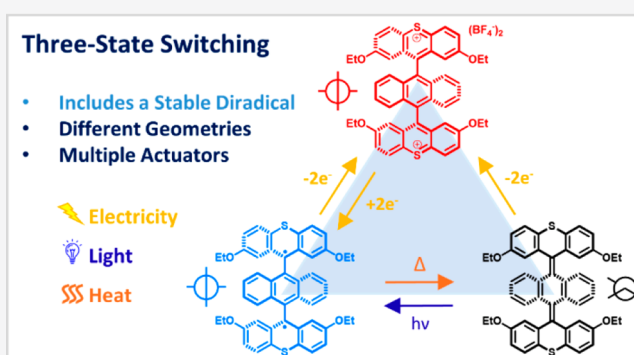 Three-State Switching
• Includes a Stable Diradical
• Different Geometries
• Multiple Actuators
Electricity
Light
Heat
S
⊕
(BF₄⁻)₂
EtO
OEt
EtO
OEt
S
⊕
-2e⁻
+2e⁻
-2e⁻
S
EtO
OEt
EtO
OEt
S
Δ
hν
S
EtO
OEt
EtO
OEt
S